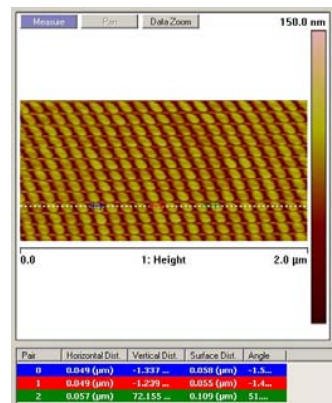 Measure Pan Data Zoom 150.0 nm
0.0 1: Height 2.0 µm
Pair Horizontal Dist. Vertical Dist. Surface Dist. Angle
0 0.049 (µm) -1.337 ... 0.058 (µm) -1.5...
1 0.049 (µm) -1.239 ... 0.055 (µm) -1.4...
2 0.057 (µm) 72.155 ... 0.109 (µm) 51....